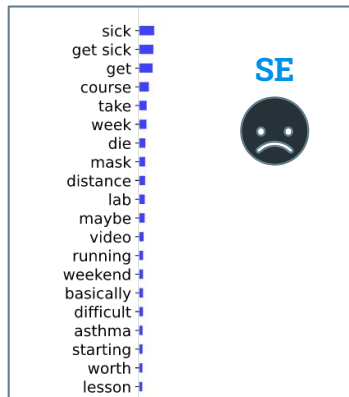 sick
get sick
get
course
take
week
die
mask
distance
lab
maybe
video
running
weekend
basically
difficult
asthma
starting
worth
lesson
SE